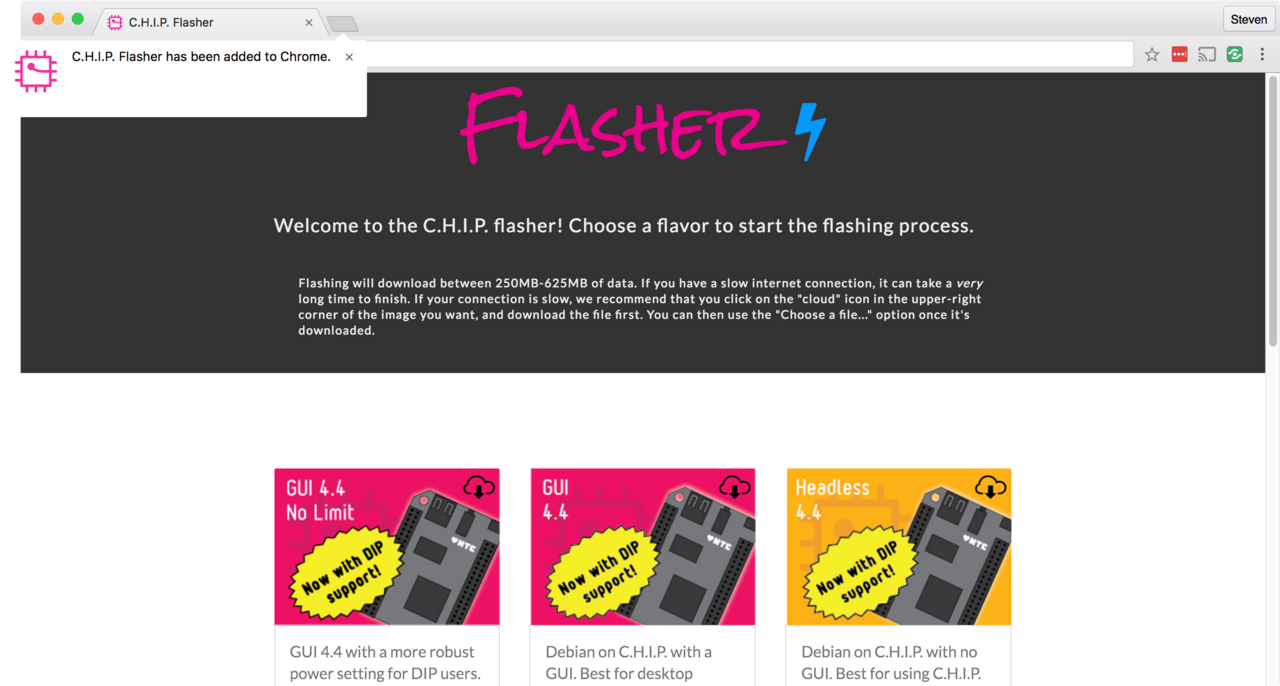 C.H.I.P. Flasher
Steven
C.H.I.P. Flasher has been added to Chrome.
FLASHER
Welcome to the C.H.I.P. flasher! Choose a flavor to start the flashing process.
Flashing will download between 250MB-625MB of data. If you have a slow internet connection, it can take a very
long time to finish. If your connection is slow, we recommend that you click on the "cloud" icon in the upper-right
corner of the image you want, and download the file first. You can then use the "Choose a file..." option once it's
downloaded.
GUI 4.4
No Limit
NTC
Now with DIP
support!
GUI 4.4 with a more robust
power setting for DIP users.
GUI
4.4
NTC
Now with DIP
support!
Debian on C.H.I.P. with a
GUI. Best for desktop
Headless
4.4
NTC
Now with DIP
support!
Debian on C.H.I.P. with no
GUI. Best for using C.H.I.P.